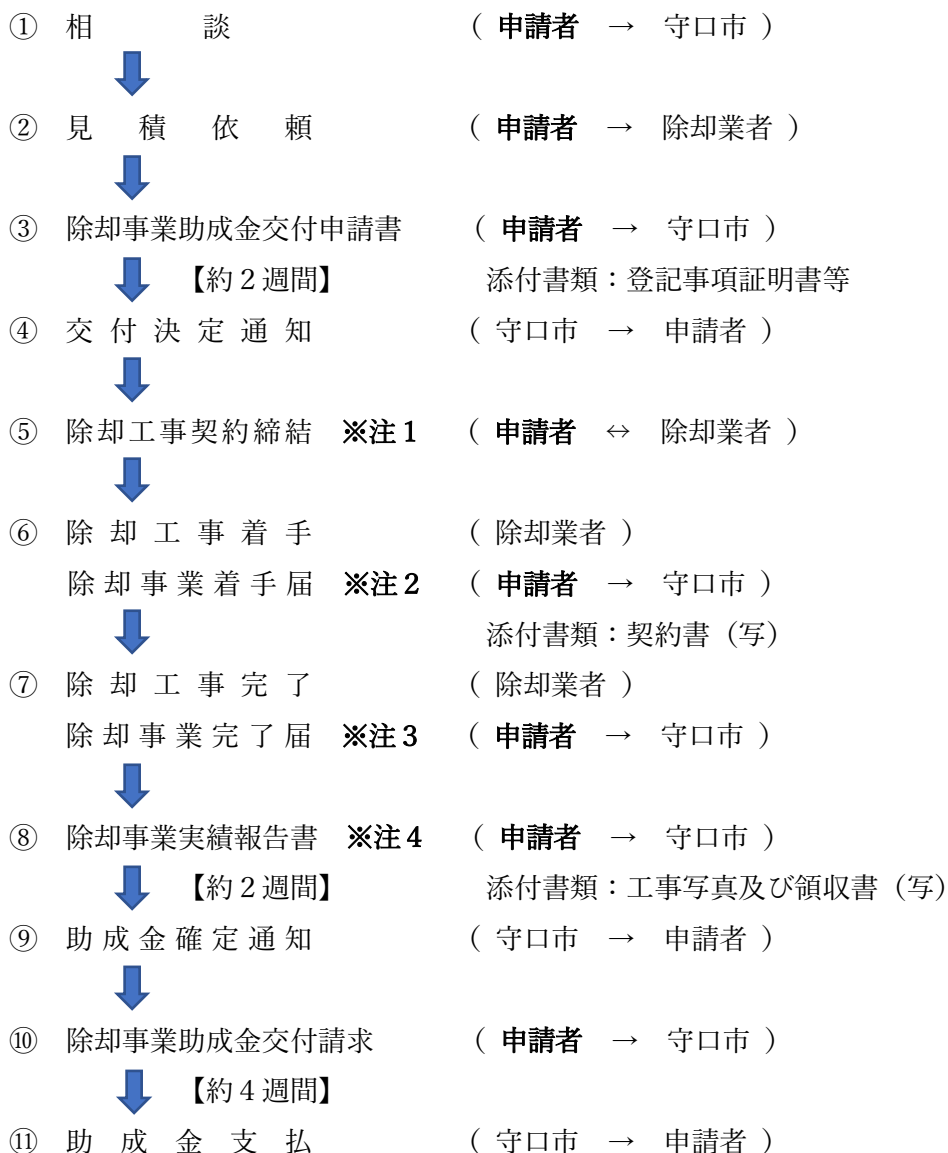 ① 相談 ( 申請者 → 守口市 )
② 見積依頼 ( 申請者 → 除却業者 )
③ 除却事業助成金交付申請書 ( 申請者 → 守口市 )
【約2週間】 添付書類：登記事項証明書等
④ 交付決定通知 ( 守口市 → 申請者 )
⑤ 除却工事契約締結 ※注1 ( 申請者 ↔ 除却業者 )
⑥ 除却工事着手 ( 除却業者 )
除却事業着手届 ※注2 ( 申請者 → 守口市 )
添付書類：契約書（写）
⑦ 除却工事完了 ( 除却業者 )
除却事業完了届 ※注3 ( 申請者 → 守口市 )
⑧ 除却事業実績報告書 ※注4 ( 申請者 → 守口市 )
【約2週間】 添付書類：工事写真及び領収書（写）
⑨ 助成金確定通知 ( 守口市 → 申請者 )
⑩ 除却事業助成金交付請求 ( 申請者 → 守口市 )
【約4週間】
⑪ 助成金支払 ( 守口市 → 申請者 )